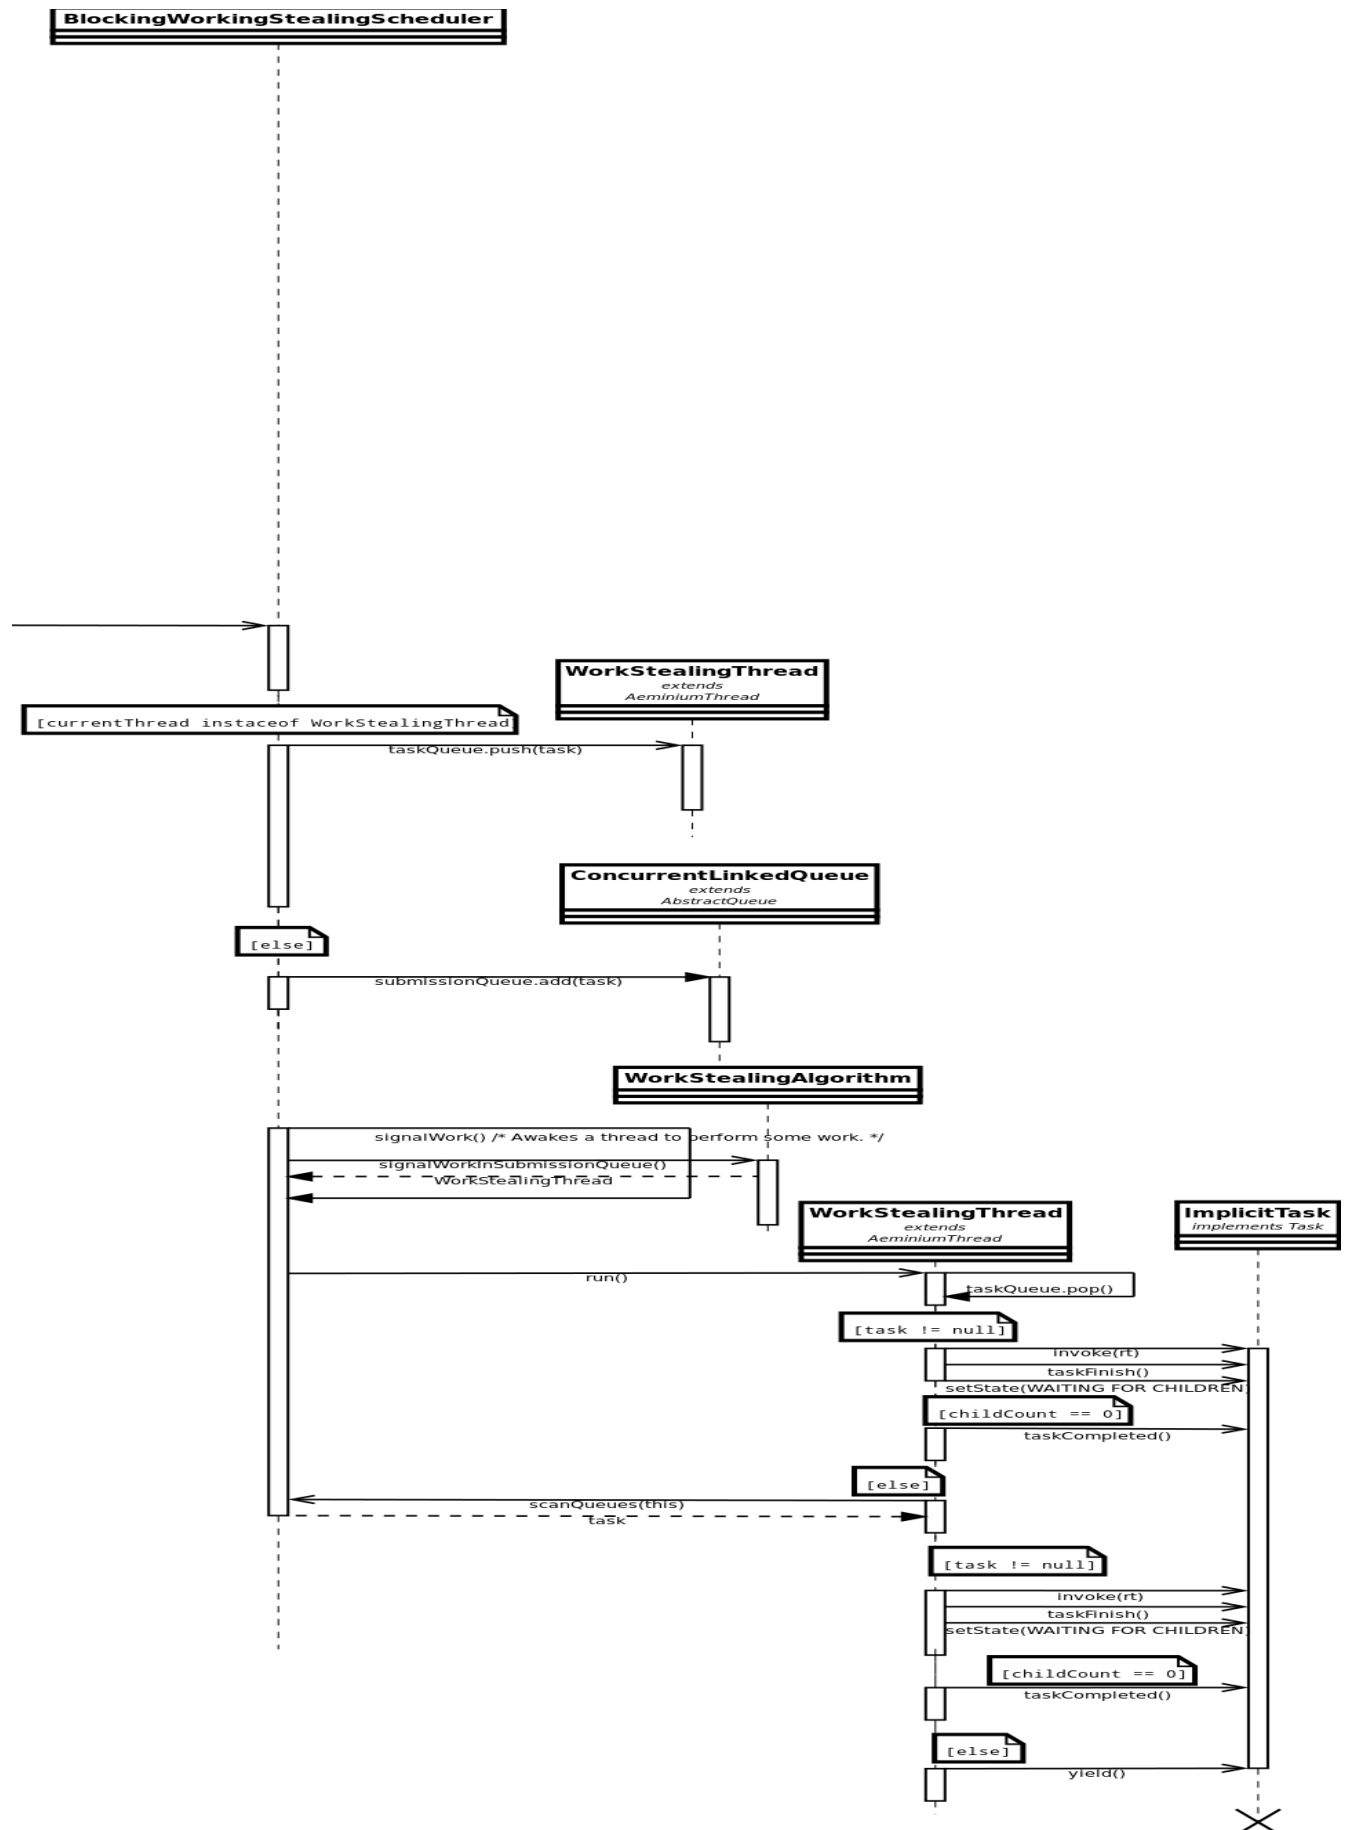 BlockingWorkingStealingScheduler
WorkStealingThread
extends
AeminiumThread
[currentThread instaceof WorkStealingThread]
taskQueue.push(task)
ConcurrentLinkedQueue
extends
AbstractQueue
[else]
submissionQueue.add(task)
WorkStealingAlgorithm
signalWork() /* Awakes a thread to perform some work. */
signalWorkInSubmissionQueue()
WorkStealingThread
WorkStealingThread
extends
AeminiumThread
ImplicitTask
implements Task
run()
taskQueue.pop()
[task != null]
invoke(rt)
taskFinish()
setState(WAITING FOR CHILDREN)
[childCount == 0]
taskCompleted()
[else]
scanQueues(this)
task
[task != null]
invoke(rt)
taskFinish()
setState(WAITING FOR CHILDREN)
[childCount == 0]
taskCompleted()
[else]
yield()